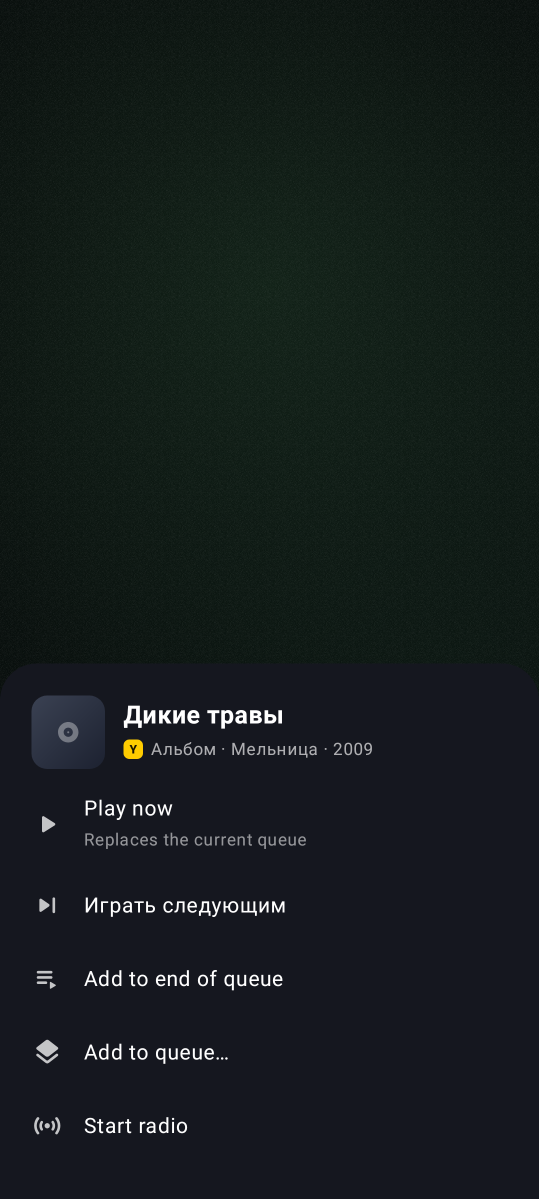 Дикие травы
Y Альбом · Мельница · 2009
Play now
Replaces the current queue
Играть следующим
Add to end of queue
Add to queue…
Start radio